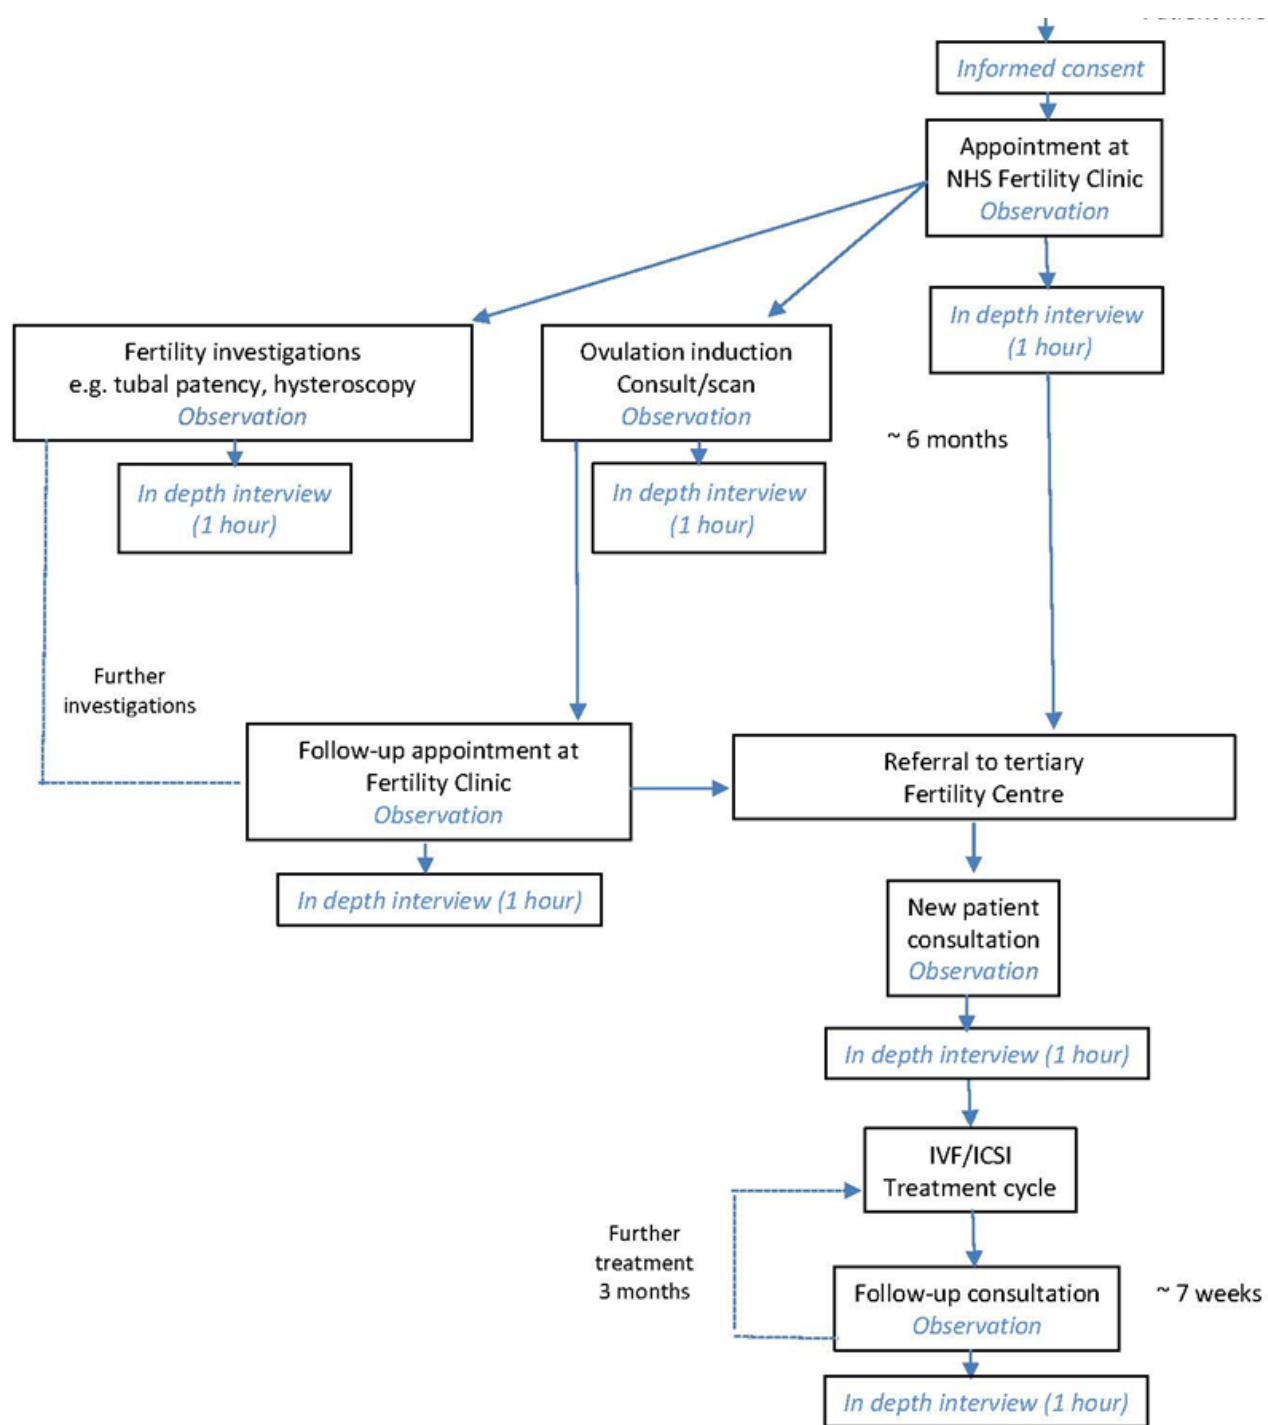 Informed consent
Appointment at
NHS Fertility Clinic
Observation
In depth interview
(1 hour)
Fertility investigations
e.g. tubal patency, hysteroscopy
Observation
Ovulation induction
Consult/scan
Observation
~ 6 months
In depth interview
(1 hour)
In depth interview
(1 hour)
Further
investigations
Follow-up appointment at
Fertility Clinic
Observation
Referral to tertiary
Fertility Centre
In depth interview (1 hour)
New patient
consultation
Observation
In depth interview (1 hour)
IVF/ICSI
Treatment cycle
Further
treatment
3 months
Follow-up consultation
Observation
~ 7 weeks
In depth interview (1 hour)